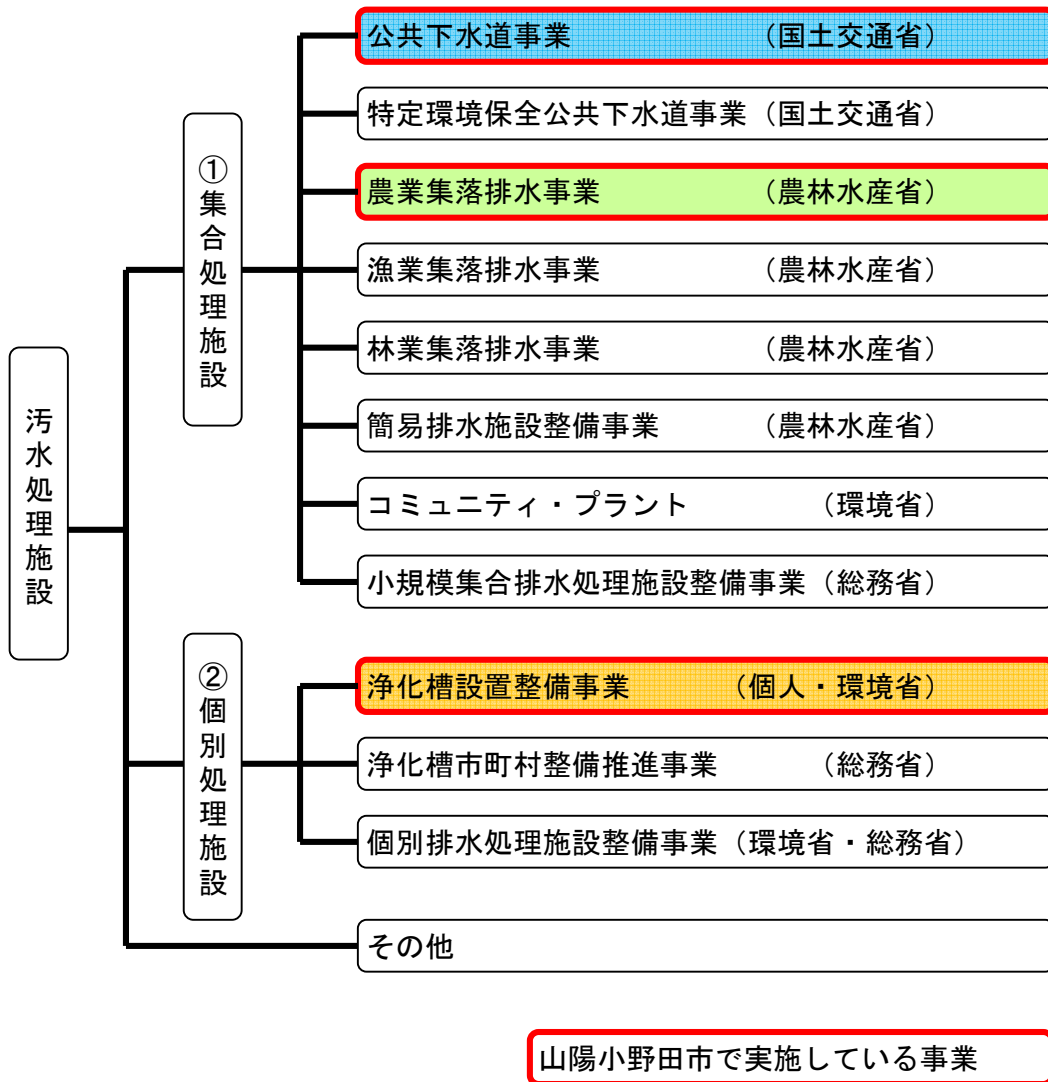 汚水処理施設
①集合処理施設
公共下水道事業 (国土交通省)
特定環境保全公共下水道事業 (国土交通省)
農業集落排水事業 (農林水産省)
漁業集落排水事業 (農林水産省)
林業集落排水事業 (農林水産省)
簡易排水施設整備事業 (農林水産省)
コミュニティ・プラント (環境省)
小規模集合排水処理施設整備事業 (総務省)
②個別処理施設
浄化槽設置整備事業 (個人・環境省)
浄化槽市町村整備推進事業 (総務省)
個別排水処理施設整備事業 (環境省・総務省)
その他
山陽小野田市で実施している事業